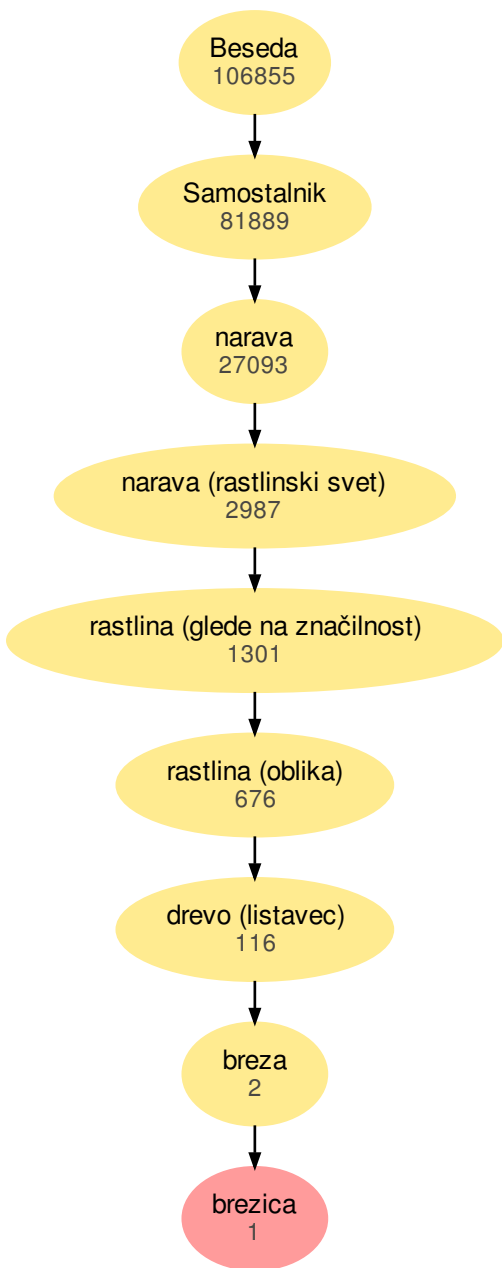 Beseda
106855
Samostalnik
81889
narava
27093
narava (rastlinski svet)
2987
rastlina (glede na značilnost)
1301
rastlina (oblika)
676
drevo (listavec)
116
breza
2
brezica
1